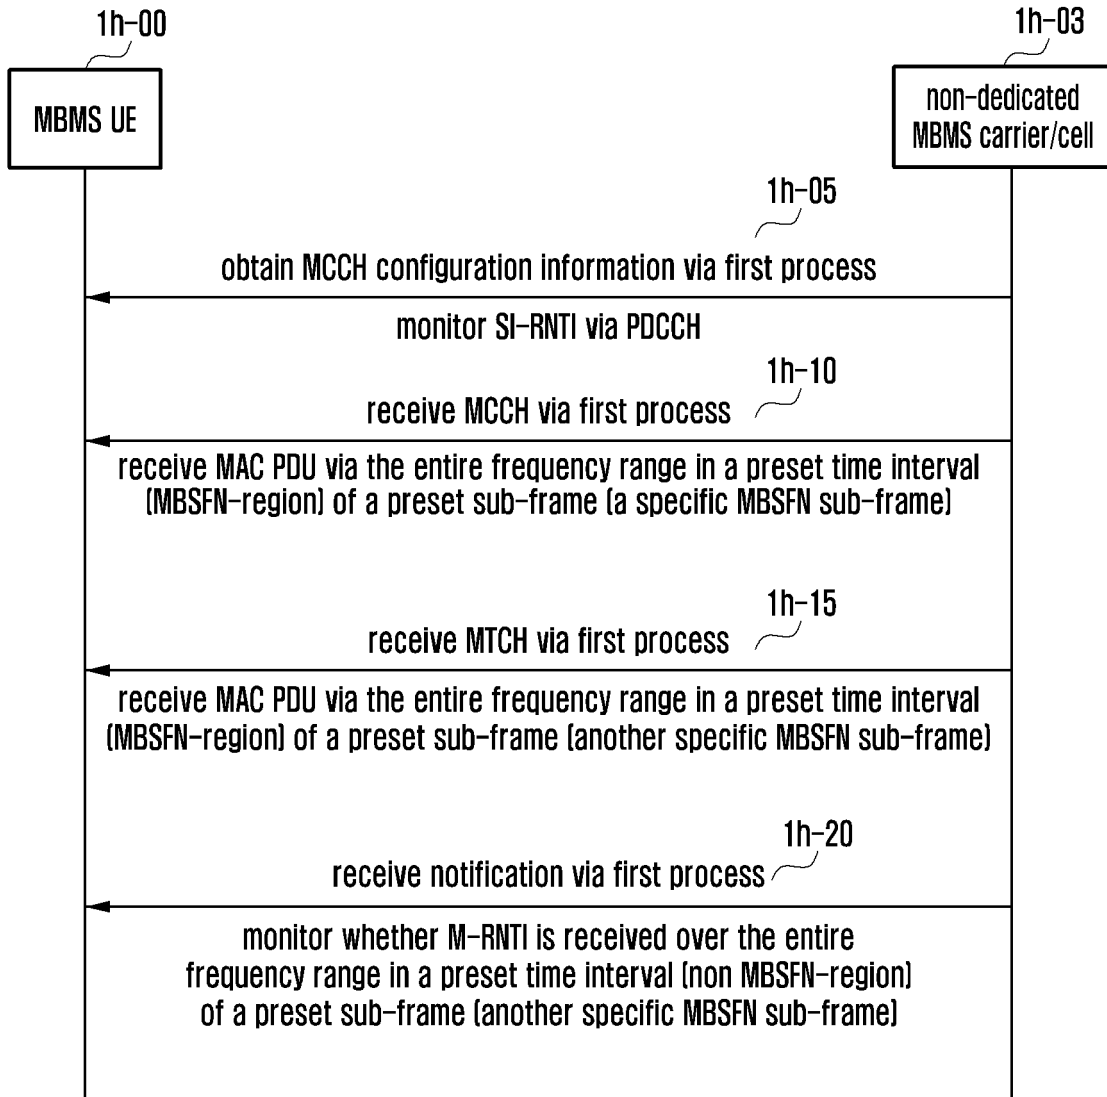 1h-00
1h-03
MBMS UE
non-dedicated
MBMS carrier/cell
1h-05
obtain MCCH configuration information via first process
monitor SI-RNTI via PDCCH
1h-10
receive MCCH via first process
receive MAC PDU via the entire frequency range in a preset time interval
(MBSFN-region) of a preset sub-frame (a specific MBSFN sub-frame)
1h-15
receive MTCH via first process
receive MAC PDU via the entire frequency range in a preset time interval
(MBSFN-region) of a preset sub-frame (another specific MBSFN sub-frame)
1h-20
receive notification via first process
monitor whether M-RNTI is received over the entire
frequency range in a preset time interval (non MBSFN-region)
of a preset sub-frame (another specific MBSFN sub-frame)